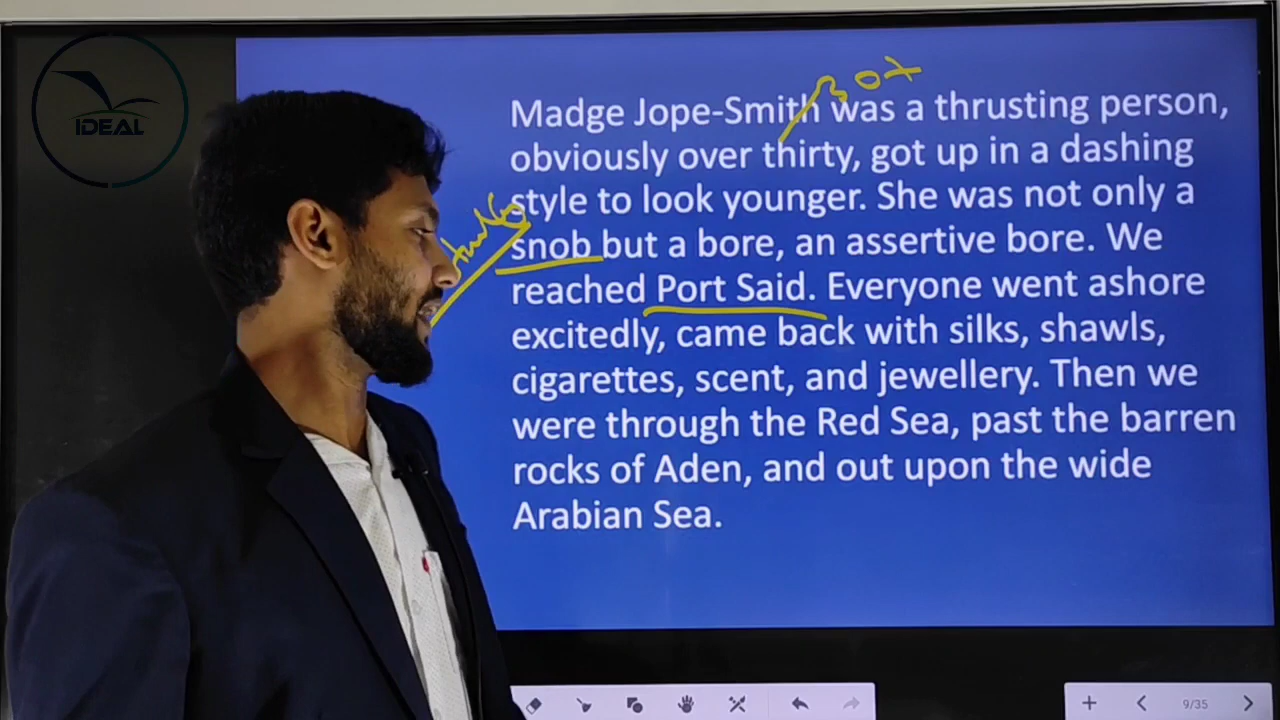 IDEAL
30+
Madge Jope-Smith was a thrusting person,
obviously over thirty, got up in a dashing
style to look younger. She was not only a
snob but a bore, an assertive bore. We
reached Port Said. Everyone went ashore
excitedly, came back with silks, shawls,
cigarettes, scent, and jewellery. Then we
were through the Red Sea, past the barren
rocks of Aden, and out upon the wide
Arabian Sea.
9/35